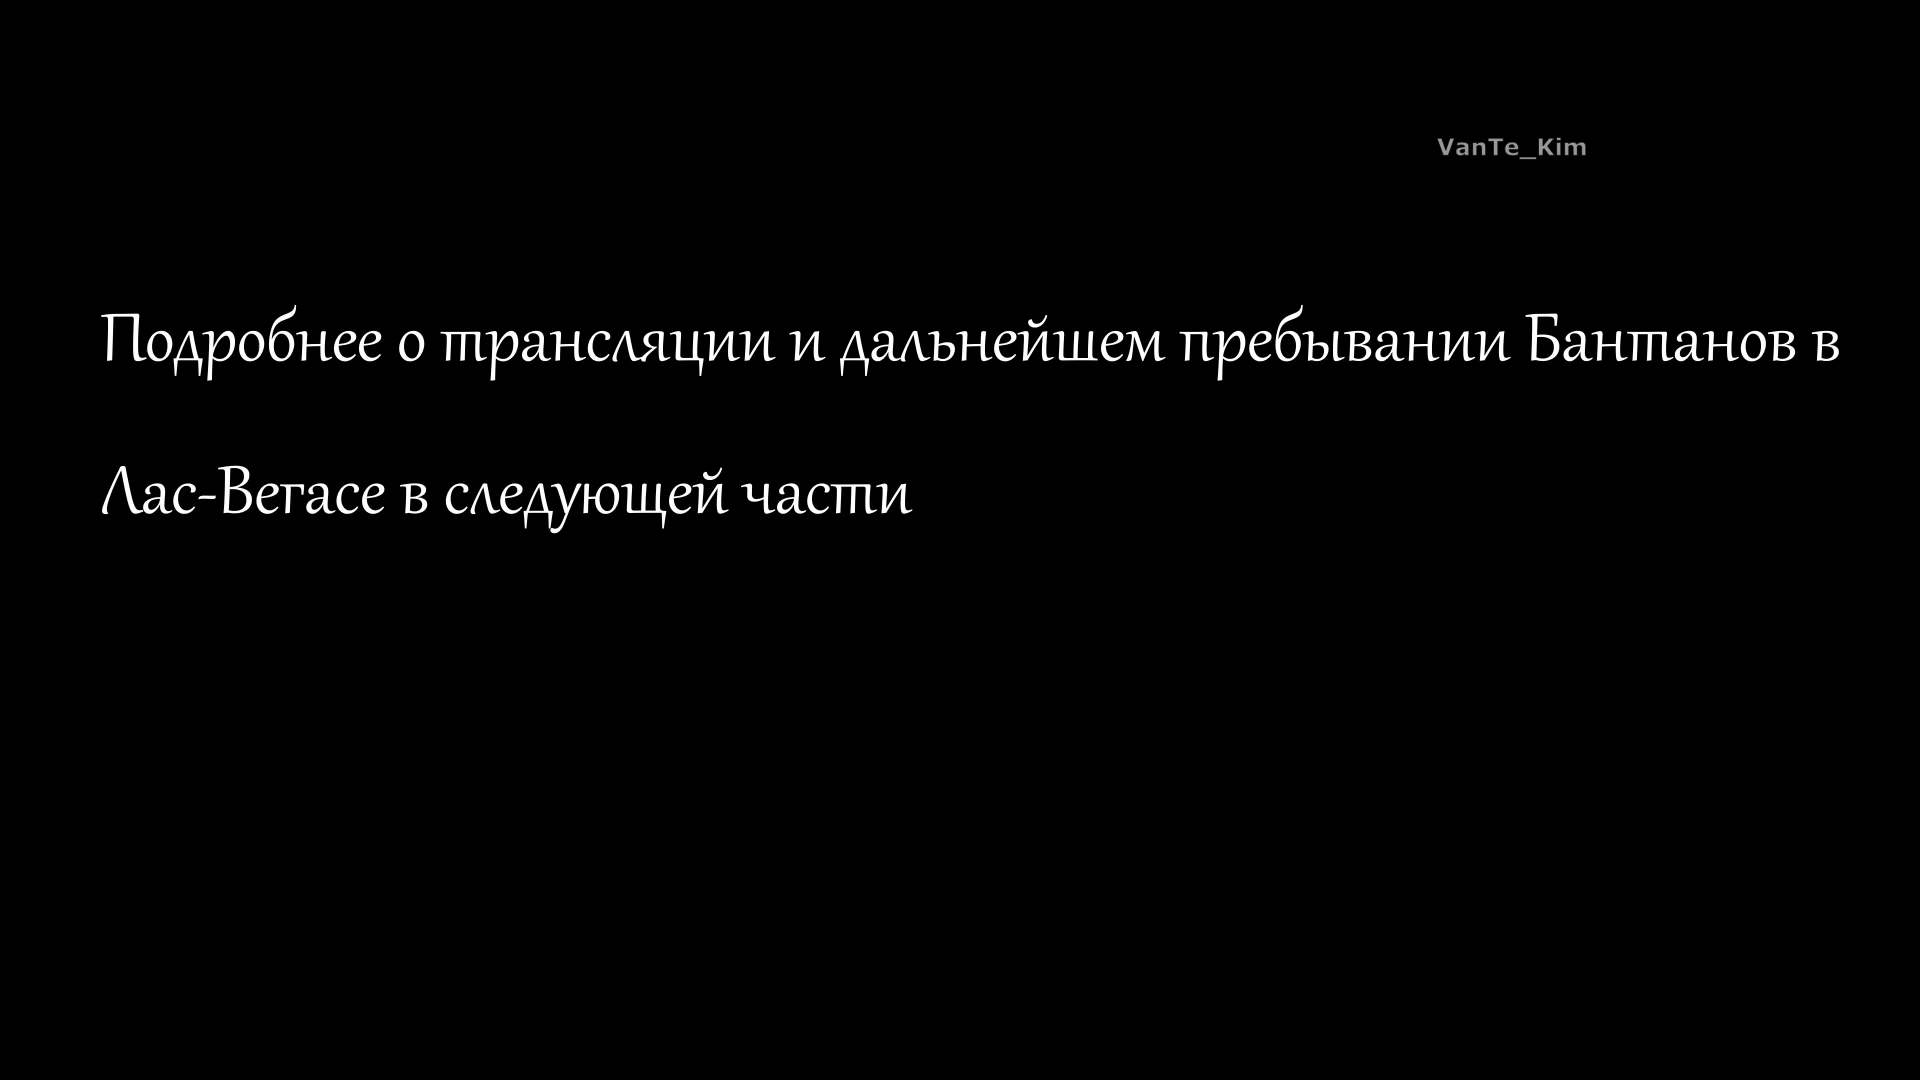 VanTe_Kim
Подробнее о трансляции и дальнейшем пребывании Бантанов в
Лас-Вегасе в следующей части